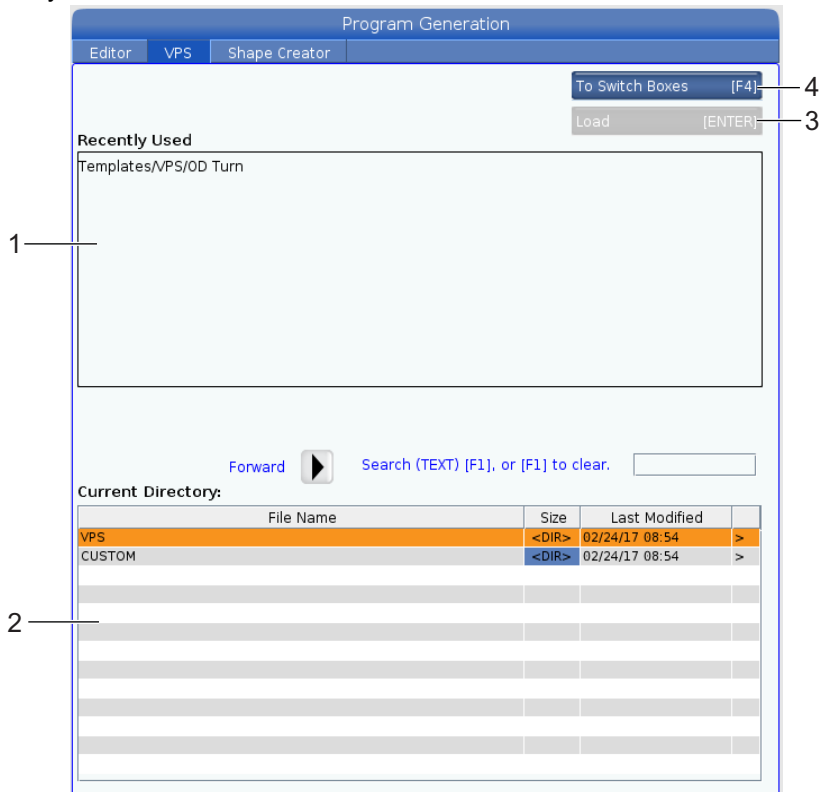 Program Generation
Editor VPS Shape Creator
To Switch Boxes [F4] 4
Load [ENTER] 3
Recently Used
Templates/VPS/OD Turn
1
Forward Search (TEXT) [F1], or [F1] to clear.
Current Directory:
File Name Size Last Modified
VPS <DIR> 02/24/17 08:54 >
CUSTOM <DIR> 02/24/17 08:54 >
2